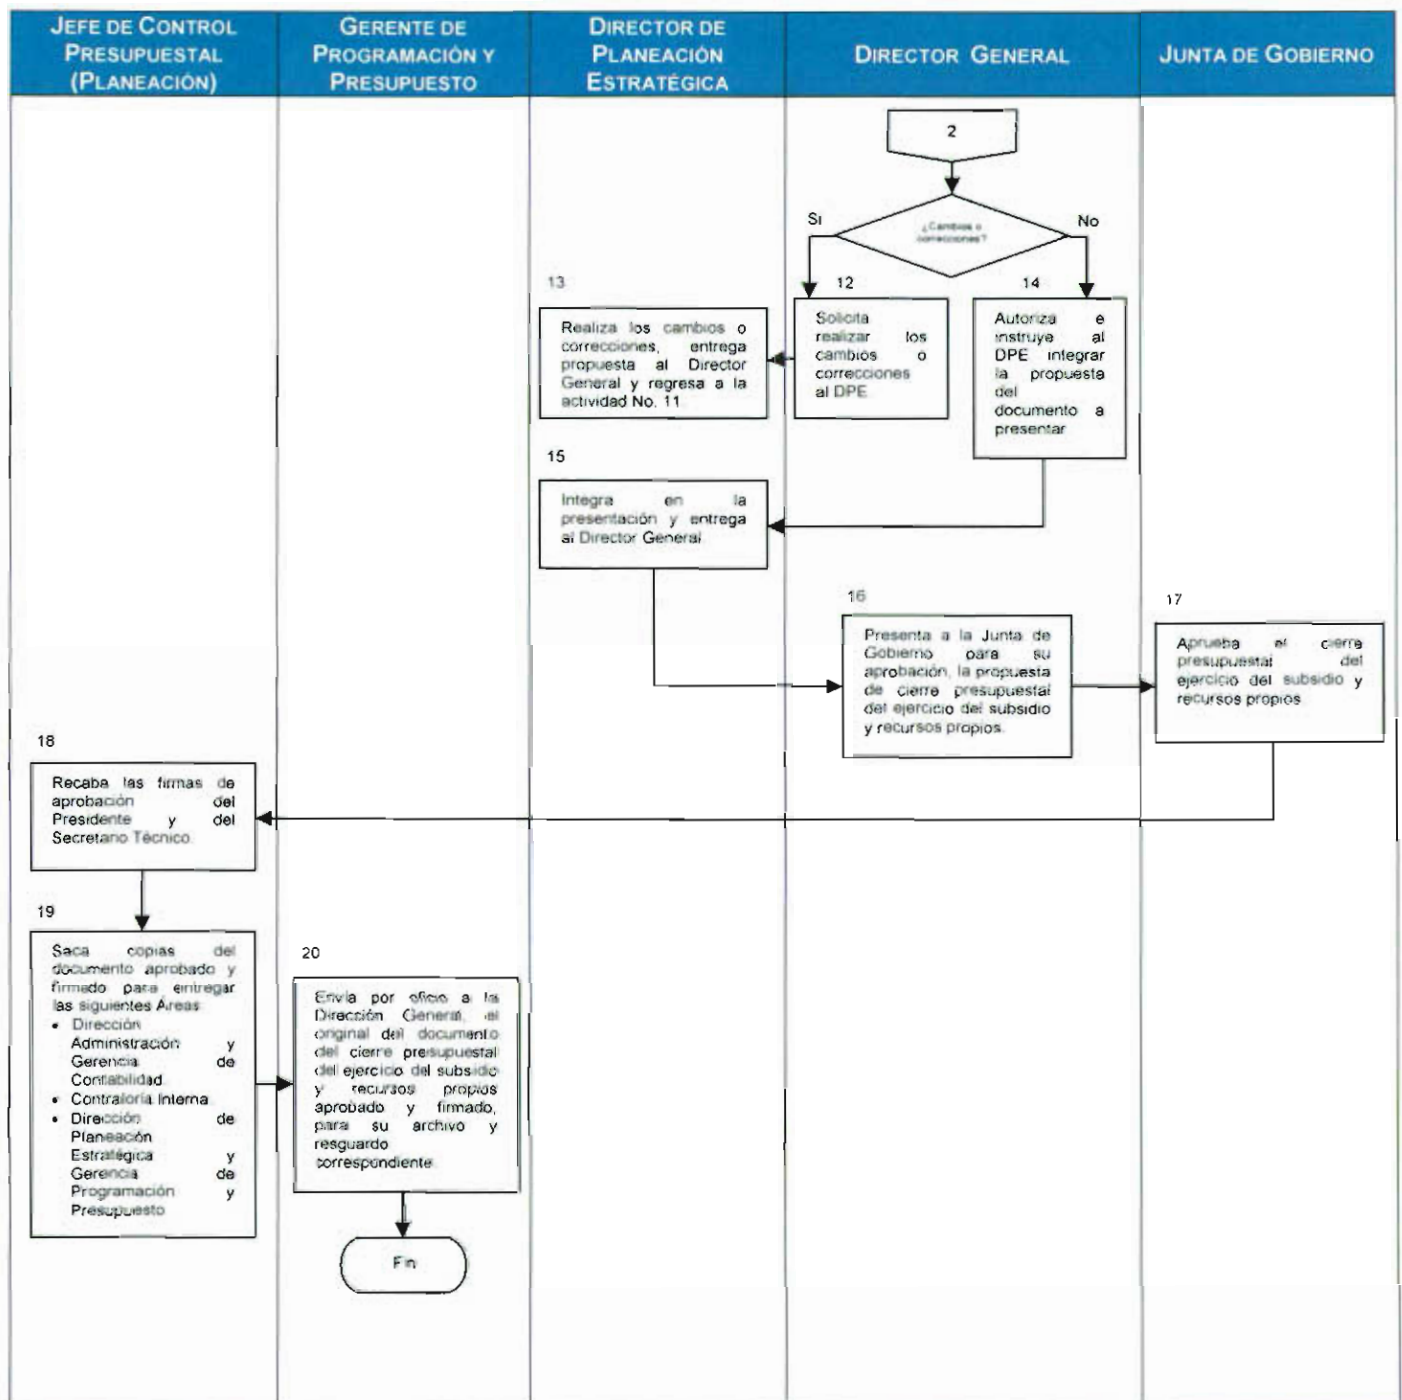 JEFE DE CONTROL
PRESUPUESTAL
(PLANEACIÓN)
GERENTE DE
PROGRAMACIÓN Y
PRESUPUESTO
DIRECTOR DE
PLANEACIÓN
ESTRATÉGICA
DIRECTOR GENERAL
JUNTA DE GOBIERNO
2
¿Cambios o
correcciones?
Si
No
12
Solicita
realizar los
cambios o
correcciones
al DPE
13
Realiza los cambios o
correcciones, entrega
propuesta al Director
General y regresa a la
actividad No. 11
14
Autoriza e
instruye al
DPE integrar
la propuesta
del
documento a
presentar
15
Integra en la
presentación y entrega
al Director General
16
Presenta a la Junta de
Gobierno para su
aprobación, la propuesta
de cierre presupuestal
del ejercicio del subsidio
y recursos propios.
17
Aprueba el cierre
presupuestal del
ejercicio del subsidio y
recursos propios
18
Recaba las firmas de
aprobación del
Presidente y del
Secretario Técnico
19
Saca copias del
documento aprobado y
firmado para entregar
las siguientes Áreas
• Dirección
Administración y
Gerencia de
Contabilidad
• Contraloría Interna
• Dirección de
Planeación
Estratégica y
Gerencia de
Programación y
Presupuesto
20
Envía por oficio a la
Dirección General, el
original del documento
del cierre presupuestal
del ejercicio del subsidio
y recursos propios
aprobado y firmado,
para su archivo y
resguardo
correspondiente
Fin